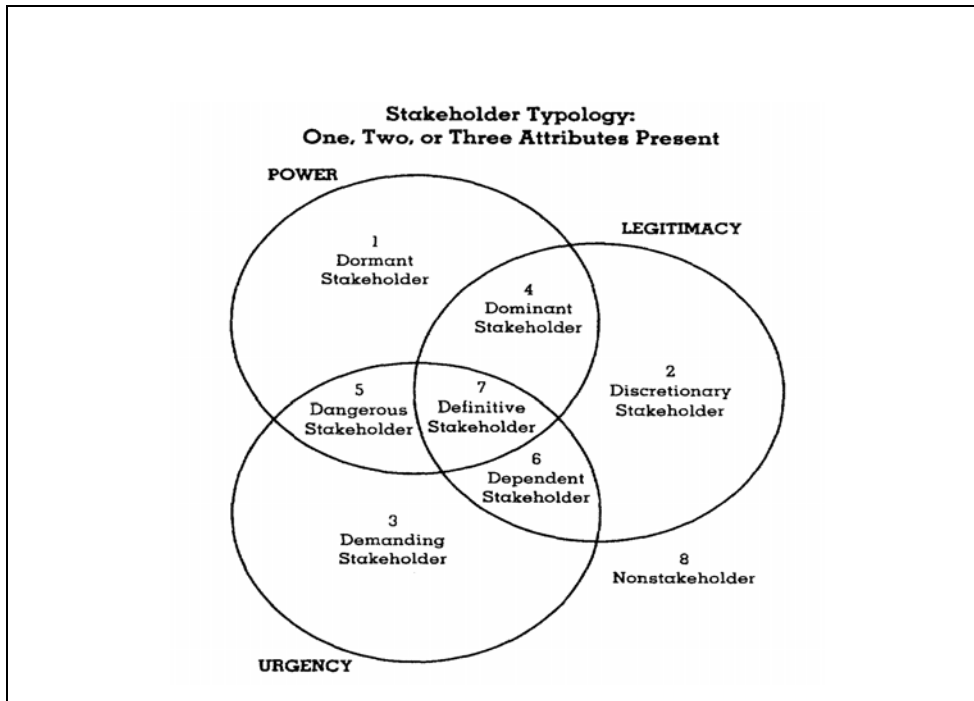 Stakeholder Typology:
One, Two, or Three Attributes Present
POWER
LEGITIMACY
1
Dormant
Stakeholder
4
Dominant
Stakeholder
2
Discretionary
Stakeholder
5
Dangerous
Stakeholder
7
Definitive
Stakeholder
6
Dependent
Stakeholder
3
Demanding
Stakeholder
8
Nonstakeholder
URGENCY